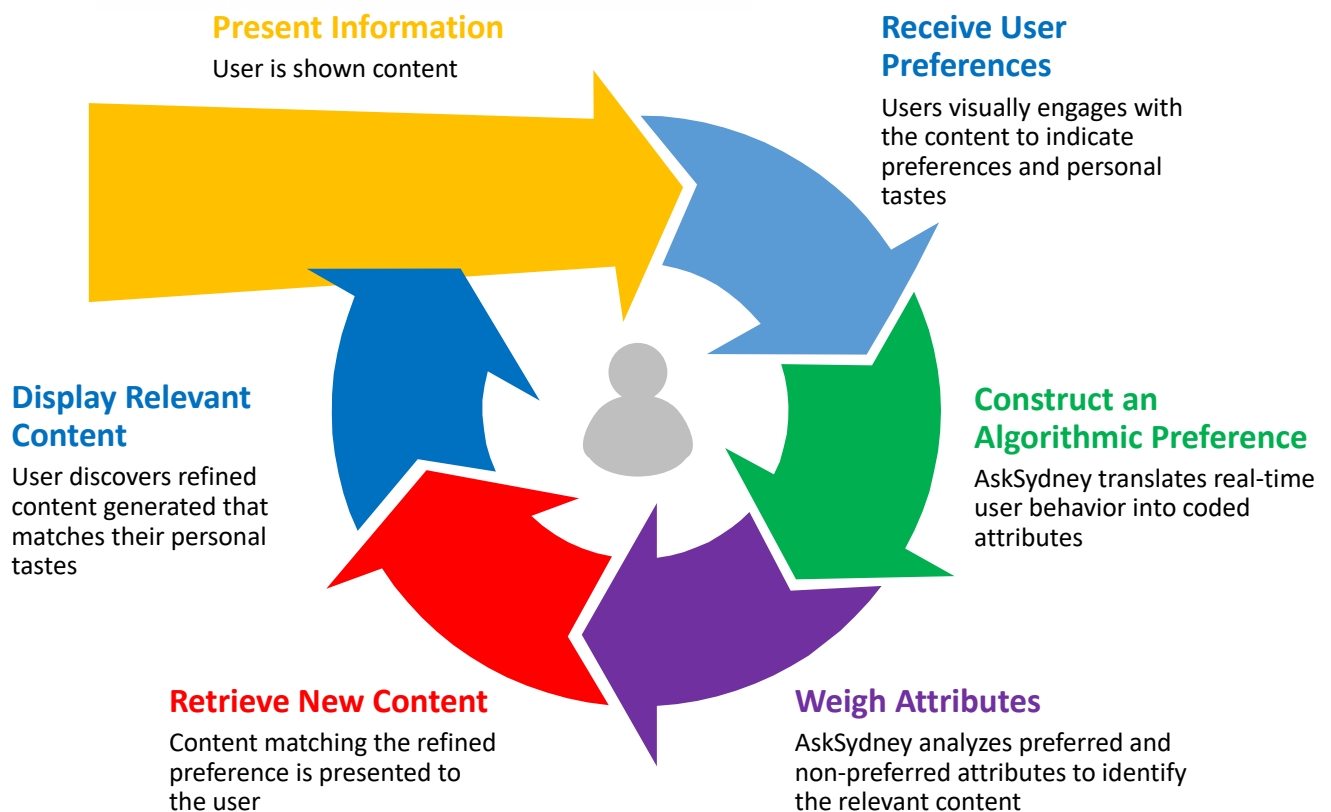 Present Information
User is shown content
Receive User
Preferences
Users visually engages with
the content to indicate
preferences and personal
tastes
Construct an
Algorithmic Preference
AskSydney translates real-time
user behavior into coded
attributes
Weigh Attributes
AskSydney analyzes preferred and
non-preferred attributes to identify
the relevant content
Retrieve New Content
Content matching the refined
preference is presented to
the user
Display Relevant
Content
User discovers refined
content generated that
matches their personal
tastes